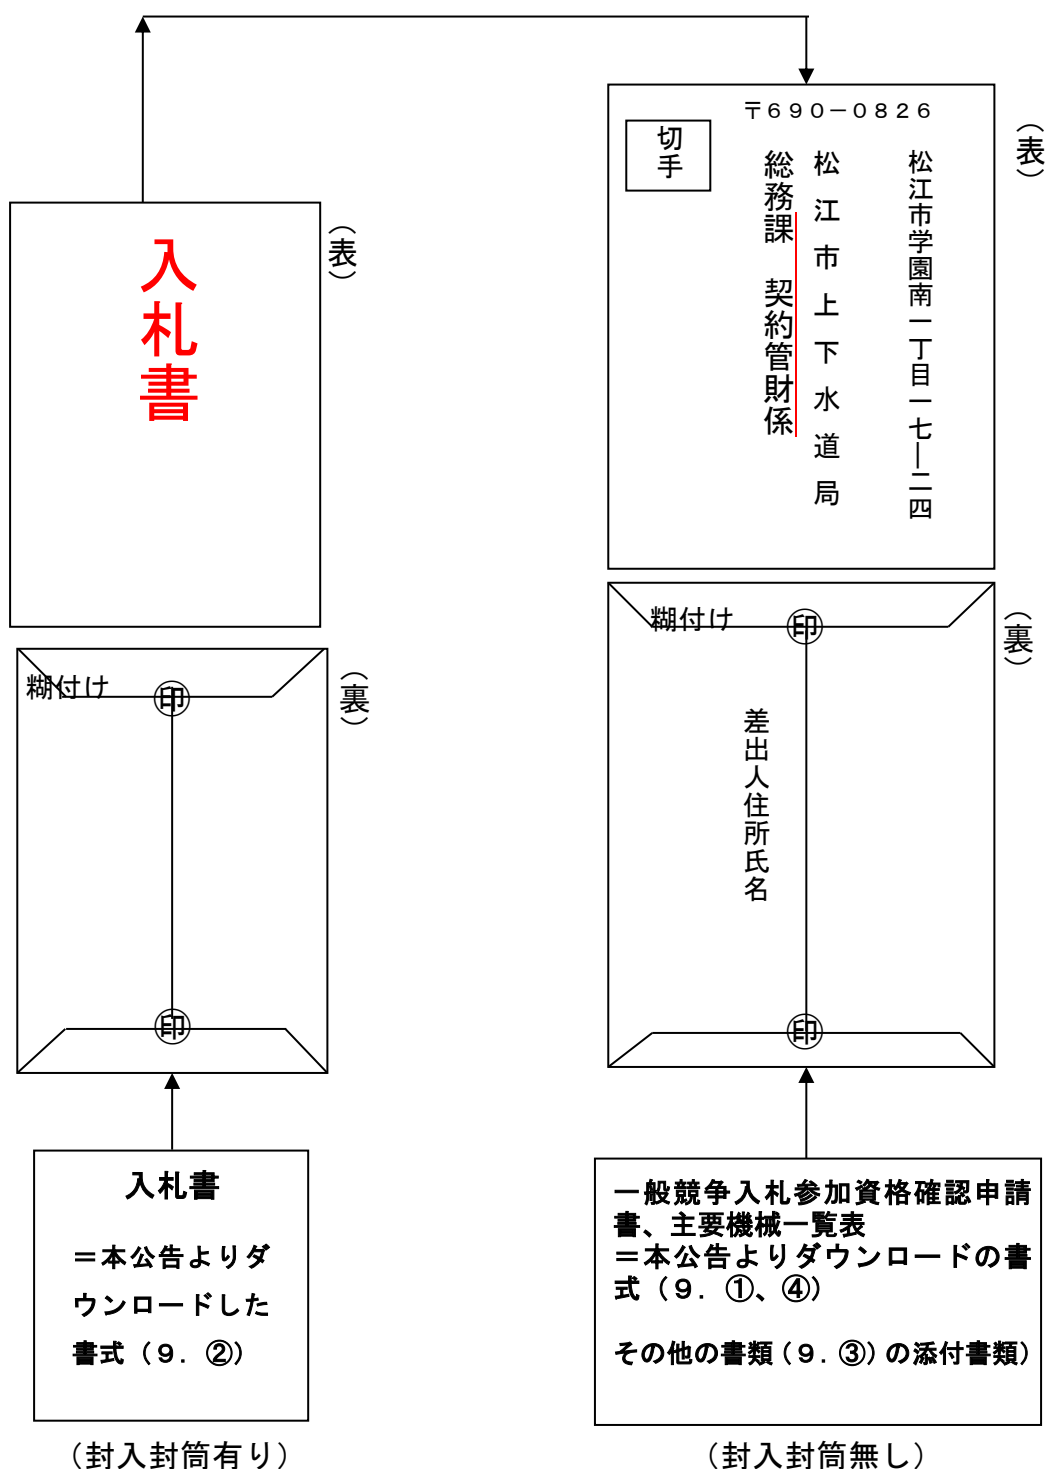 入札書
（表）
糊付け
印
印
（裏）
入札書
＝本公告よりダ
ウンロードした
書式（９．②）
（封入封筒有り）
〒６９０－０８２６
切手
松江市学園南一丁目一七―二四
松江市上下水道局
総務課　契約管財係
（表）
糊付け
印
差出人住所氏名
印
（裏）
一般競争入札参加資格確認申請
書、主要機械一覧表
＝本公告よりダウンロードの書
式（９．①、④）
その他の書類（９．③）の添付書類）
（封入封筒無し）